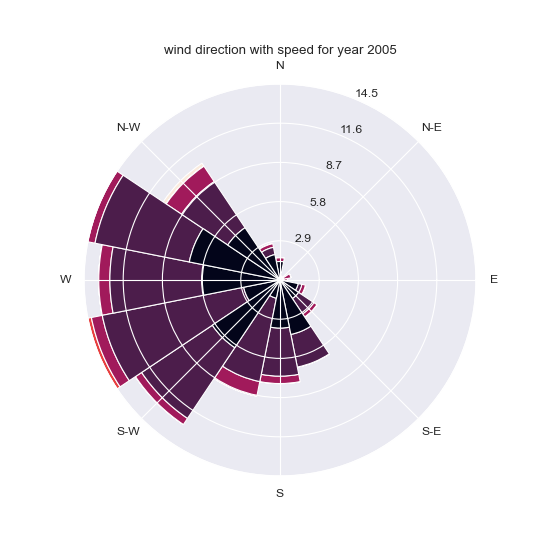 wind direction with speed for year 2005
N
14.5
N-W
N-E
11.6
8.7
5.8
2.9
W
E
S-W
S-E
S